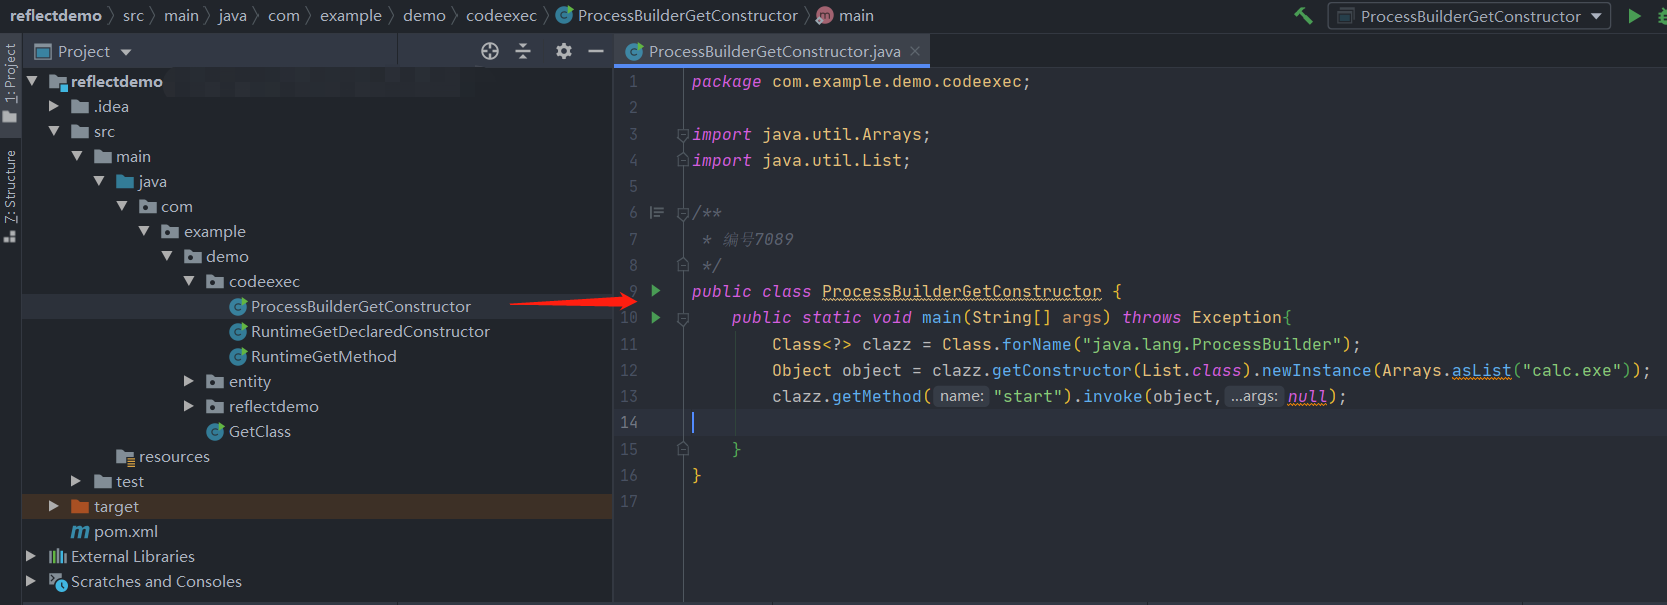 reflectdemo src main java com example demo codeexec ProcessBuilderGetConstructor main
ProcessBuilderGetConstructor
Project
ProcessBuilderGetConstructor.java
1: Project
Z: Structure
reflectdemo
.idea
src
main
java
com
example
demo
codeexec
ProcessBuilderGetConstructor
RuntimeGetDeclaredConstructor
RuntimeGetMethod
entity
reflectdemo
GetClass
resources
test
target
pom.xml
External Libraries
Scratches and Consoles
1 package com.example.demo.codeexec;
2
3 import java.util.Arrays;
4 import java.util.List;
5
6 /**
7 * 编号7089
8 */
9 public class ProcessBuilderGetConstructor {
10 public static void main(String[] args) throws Exception{
11 Class<?> clazz = Class.forName("java.lang.ProcessBuilder");
12 Object object = clazz.getConstructor(List.class).newInstance(Arrays.asList("calc.exe"));
13 clazz.getMethod( name: "start").invoke(object, ...args: null);
14
15 }
16 }
17